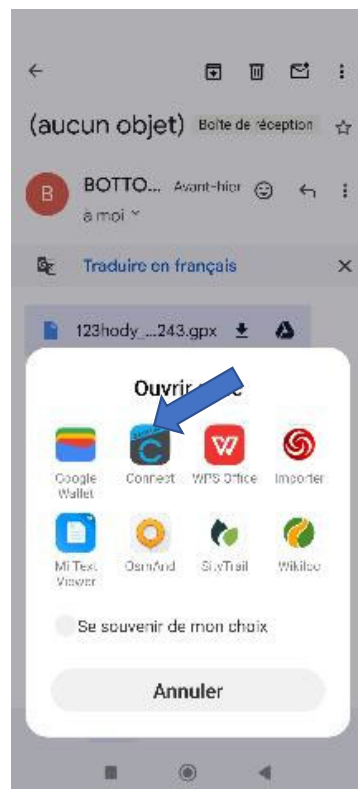 (aucun objet) Boîte de réception
B BOTTO... Avant-hier
à moi
Traduire en français
123hody_...243.gpx
Ouvrir
Google Wallet
Connect
WPS Office
Importer
Mi Text Viewer
OsmAnd
SityTrail
Wikiloc
Se souvenir de mon choix
Annuler